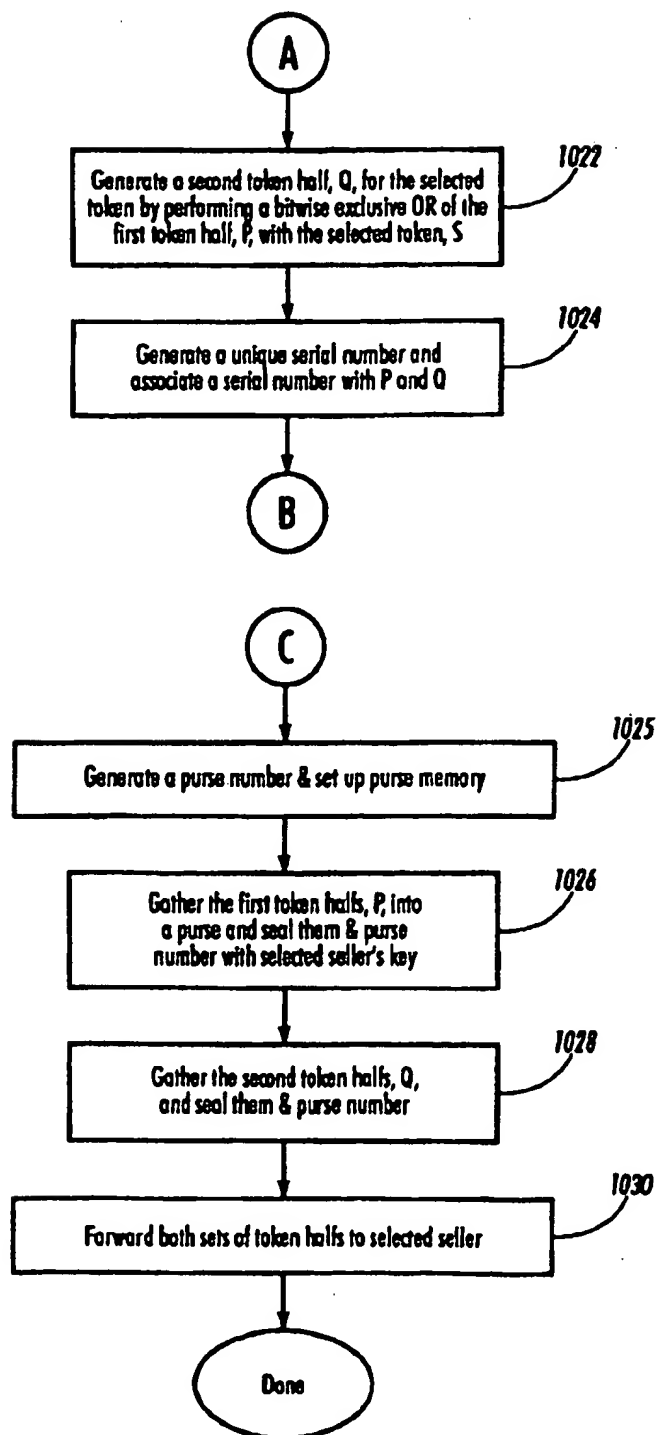 A
1022
Generate a second token half, Q, for the selected
token by performing a bitwise exclusive OR of the
first token half, P, with the selected token, S
1024
Generate a unique serial number and
associate a serial number with P and Q
B
C
1025
Generate a purse number & set up purse memory
1026
Gather the first token halfs, P, into
a purse and seal them & purse
number with selected seller's key
1028
Gather the second token halfs, Q,
and seal them & purse number
1030
Forward both sets of token halfs to selected seller
Done